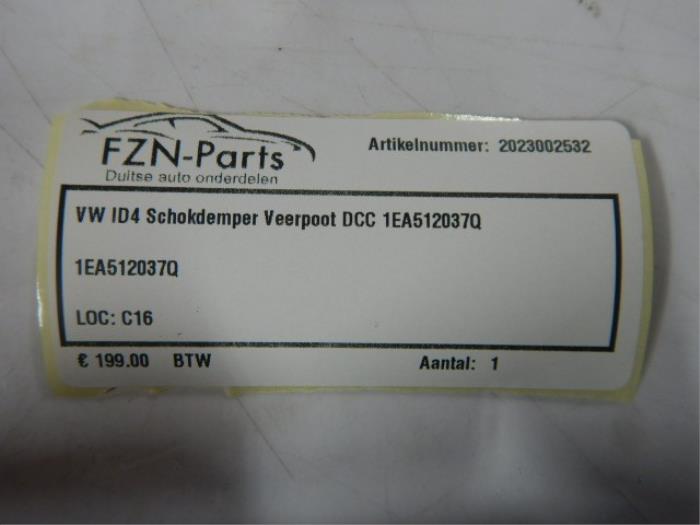 FZN-Parts
Duitse auto onderdelen
Artikelnummer: 2023002532
VW ID4 Schokdemper Veerpoot DCC 1EA512037Q
1EA512037Q
LOC: C16
€ 199.00 BTW Aantal: 1